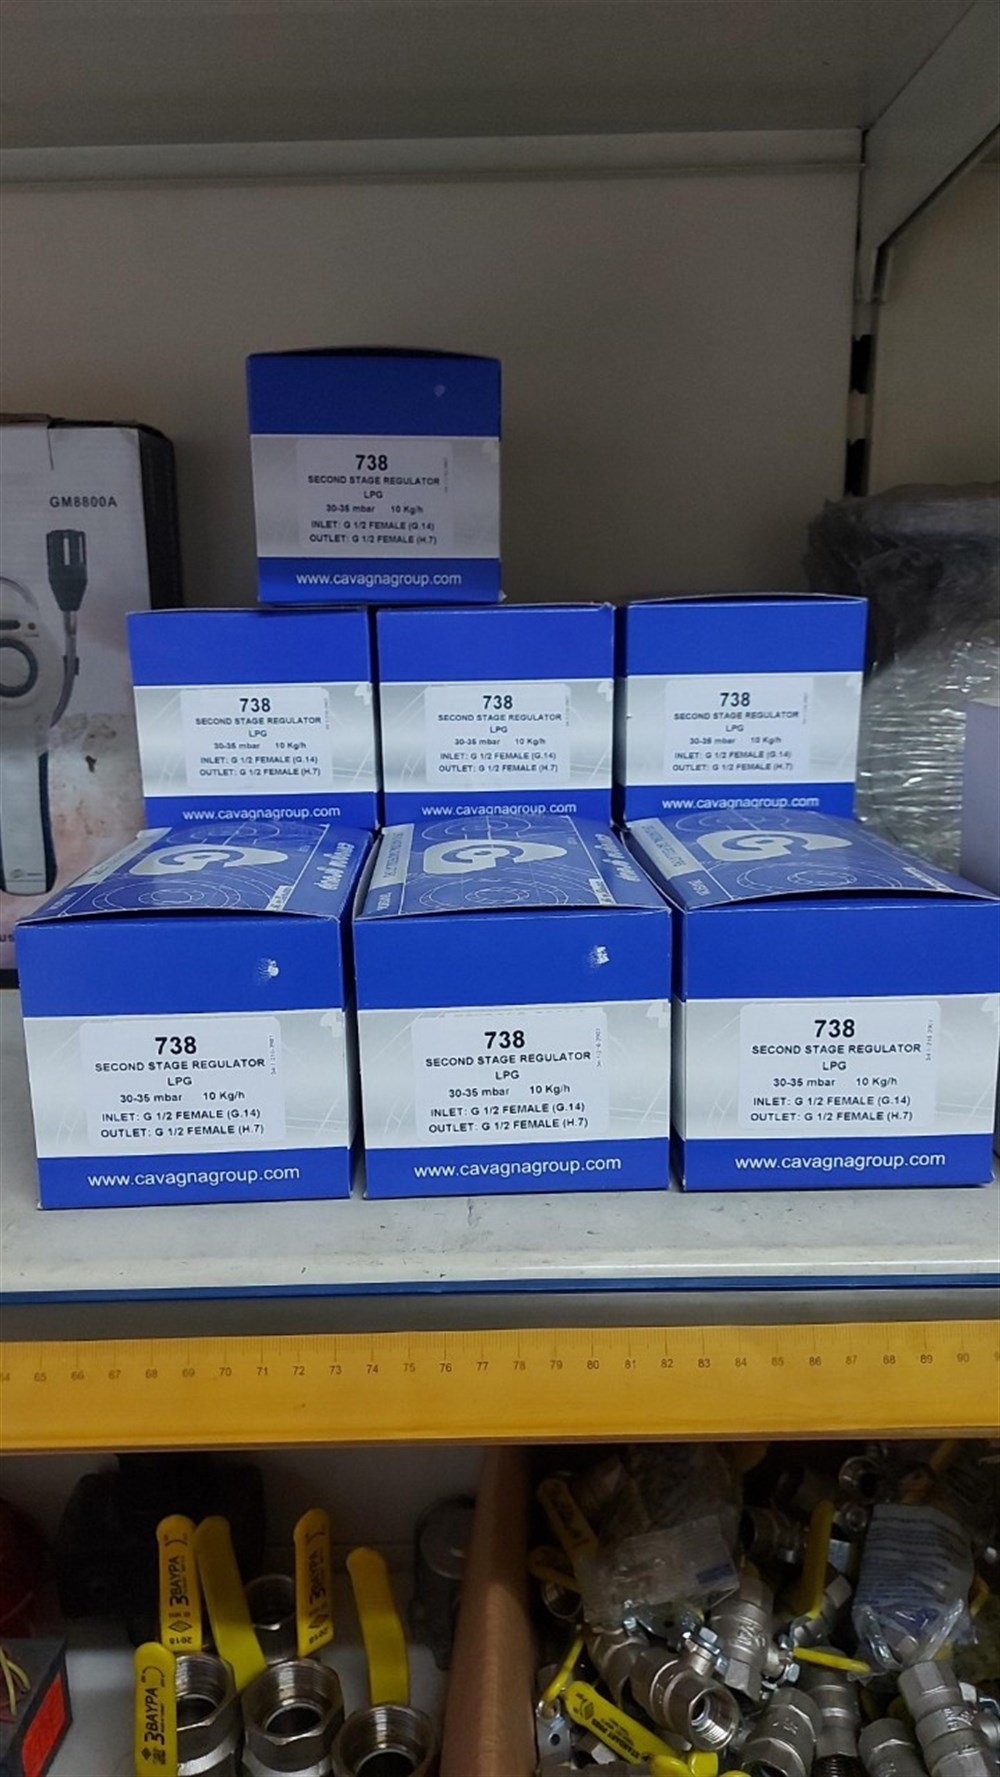 GM8800A
738
SECOND STAGE REGULATOR
LPG
30-35 mbar 10 Kg/h
INLET: G 1/2 FEMALE (G.14)
OUTLET: G 1/2 FEMALE (H.7)
www.cavagnagroup.com
738
SECOND STAGE REGULATOR
LPG
30-35 mbar 10 Kg/h
INLET: G 1/2 FEMALE (G.14)
OUTLET: G 1/2 FEMALE (H.7)
www.cavagnagroup.com
738
SECOND STAGE REGULATOR
LPG
30-35 mbar 10 Kg/h
INLET: G 1/2 FEMALE (G.14)
OUTLET: G 1/2 FEMALE (H.7)
www.cavagnagroup.com
738
SECOND STAGE REGULATOR
LPG
30-35 mbar 10 Kg/h
INLET: G 1/2 FEMALE (G.14)
OUTLET: G 1/2 FEMALE (H.7)
www.cavagnagroup.com
cavagna group
cavagna group
738
SECOND STAGE REGULATOR
LPG
30-35 mbar 10 Kg/h
INLET: G 1/2 FEMALE (G.14)
OUTLET: G 1/2 FEMALE (H.7)
www.cavagnagroup.com
738
SECOND STAGE REGULATOR
LPG
30-35 mbar 10 Kg/h
INLET: G 1/2 FEMALE (G.14)
OUTLET: G 1/2 FEMALE (H.7)
www.cavagnagroup.com
738
SECOND STAGE REGULATOR
LPG
30-35 mbar 10 Kg/h
INLET: G 1/2 FEMALE (G.14)
OUTLET: G 1/2 FEMALE (H.7)
www.cavagnagroup.com
64 65 66 67 68 69 70 71 72 73 74 75 76 77 78 79 80 81 82 83 84 85 86 87 88 89 90
3BAYPA
2018
3BAYPA
2018
3BAYPA